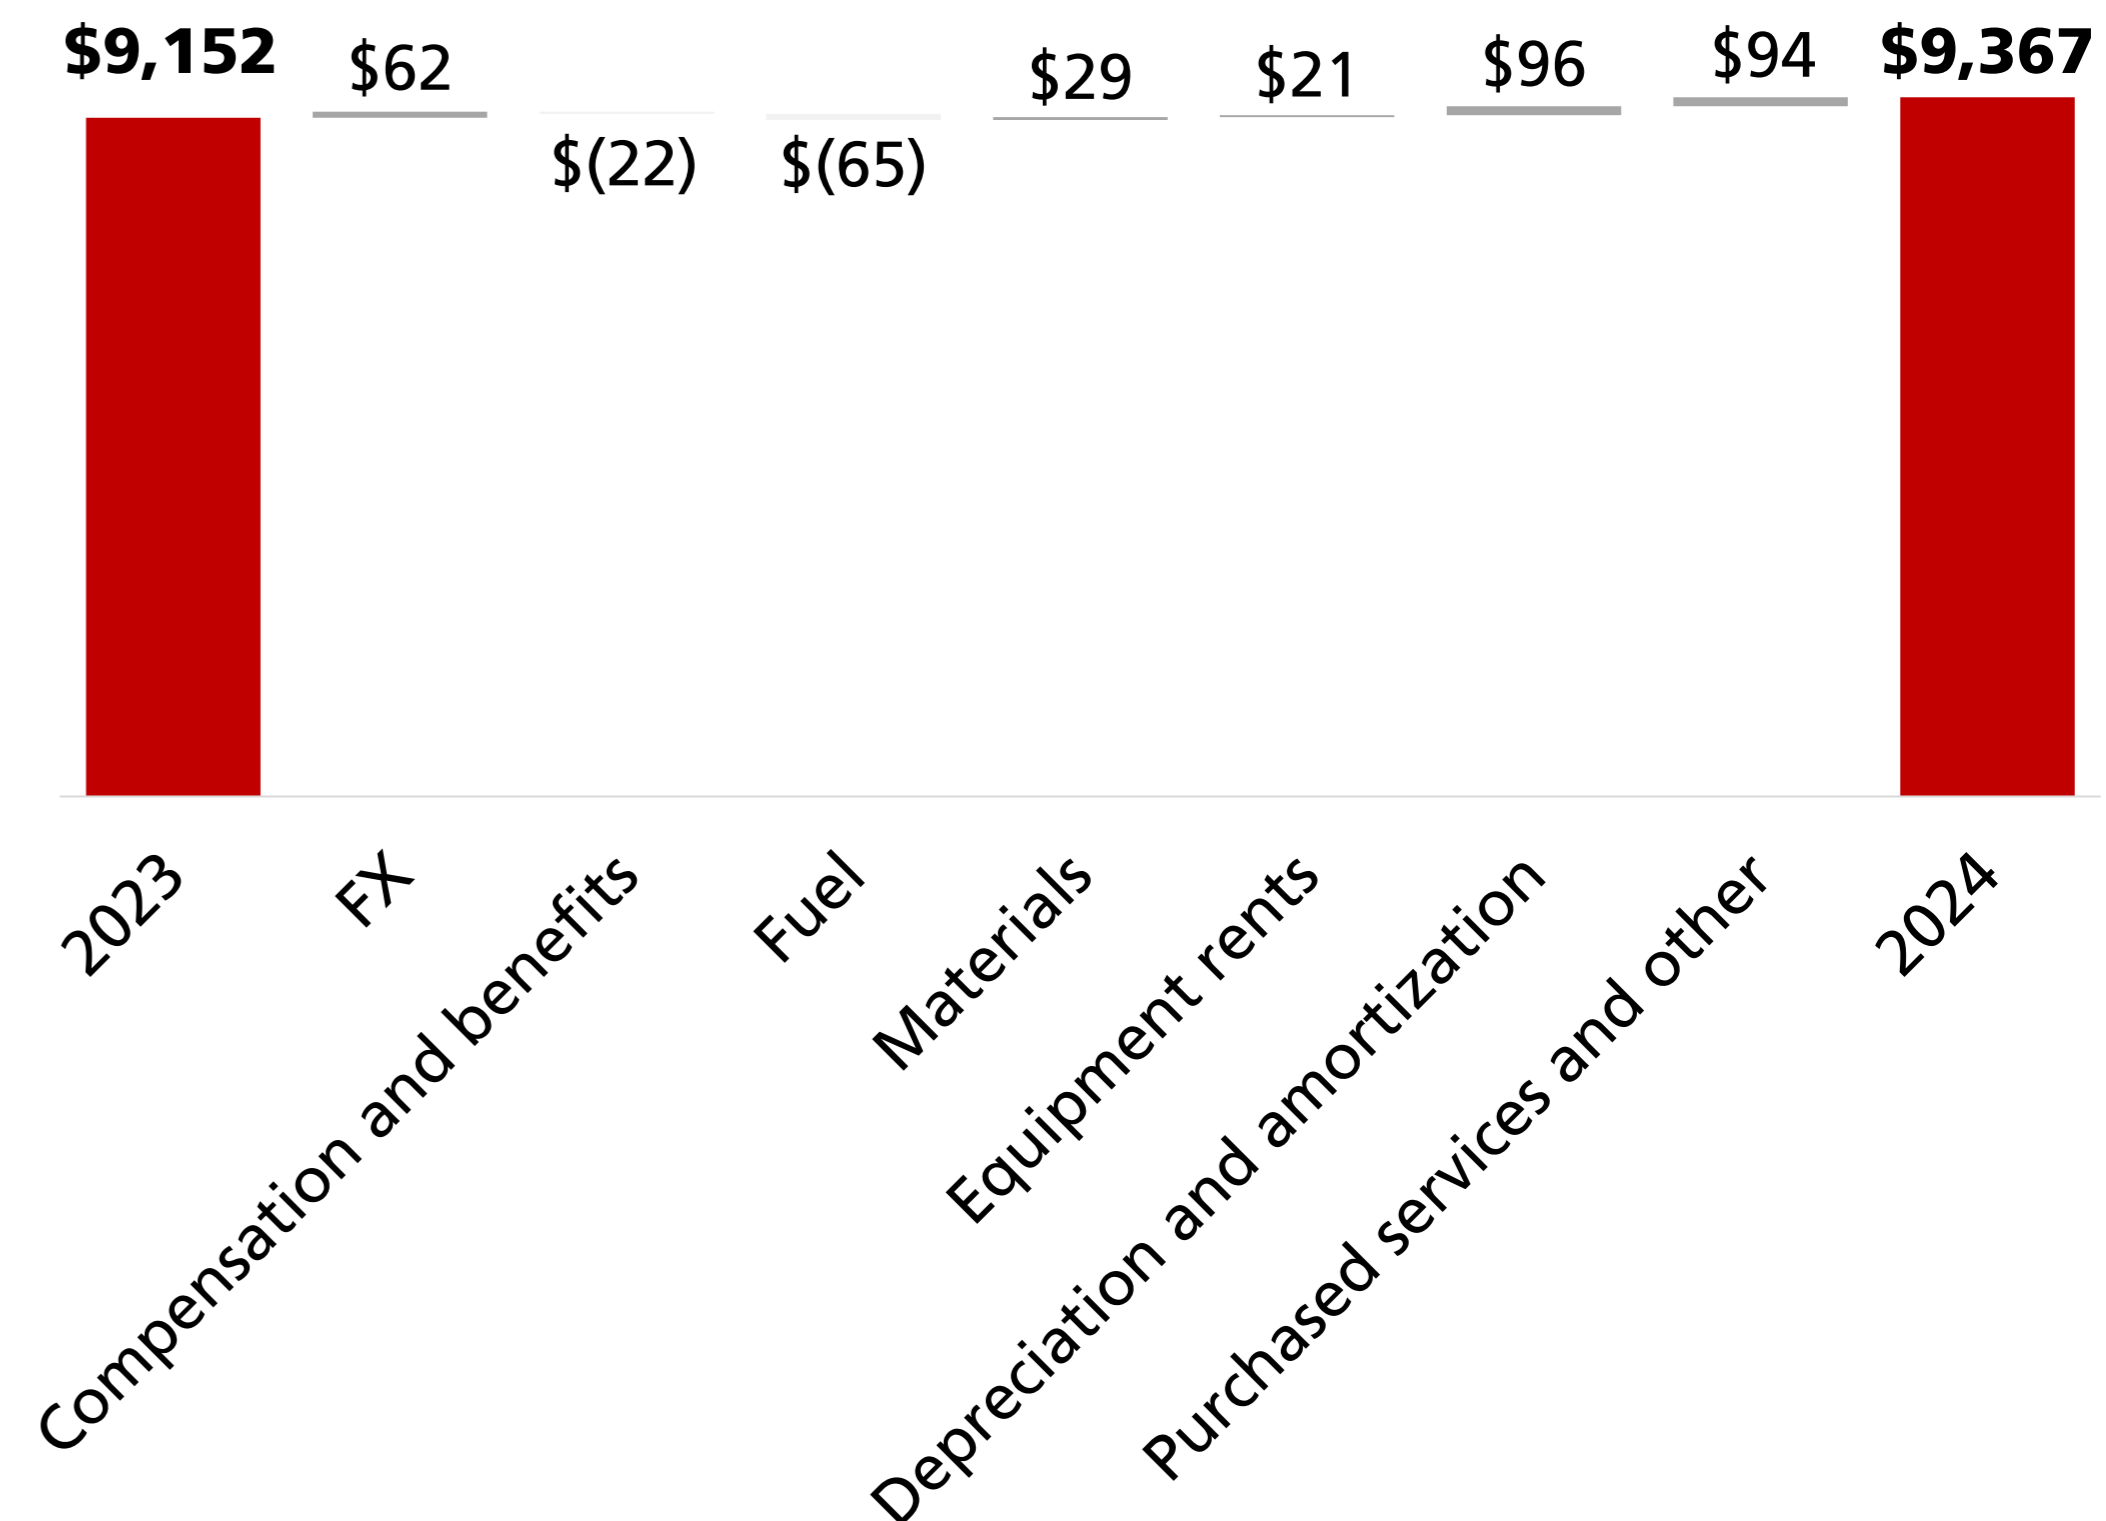 $9,152
$62
$(22)
$(65)
$29
$21
$96
$94
$9,367
2023
FX
Compensation and benefits
Fuel
Materials
Equipment rents
Depreciation and amortization
Purchased services and other
2024